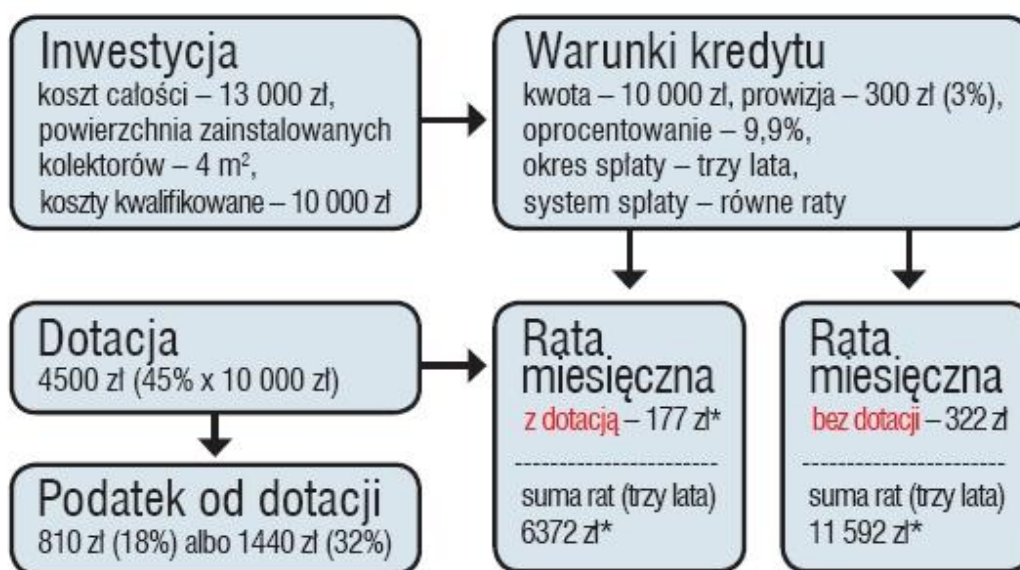 Inwestycja
koszt całości – 13 000 zł,
powierzchnia zainstalowanych
kolektorów – 4 m²,
koszty kwalifikowane – 10 000 zł
Warunki kredytu
kwota – 10 000 zł, prowizja – 300 zł (3%),
oprocentowanie – 9,9%,
okres spłaty – trzy lata,
system spłaty – równe raty
Dotacja
4500 zł (45% x 10 000 zł)
Podatek od dotacji
810 zł (18%) albo 1440 zł (32%)
Rata
miesięczna
z dotacją – 177 zł*
suma rat (trzy lata)
6372 zł*
Rata
miesięczna
bez dotacji – 322 zł
suma rat (trzy lata)
11 592 zł*